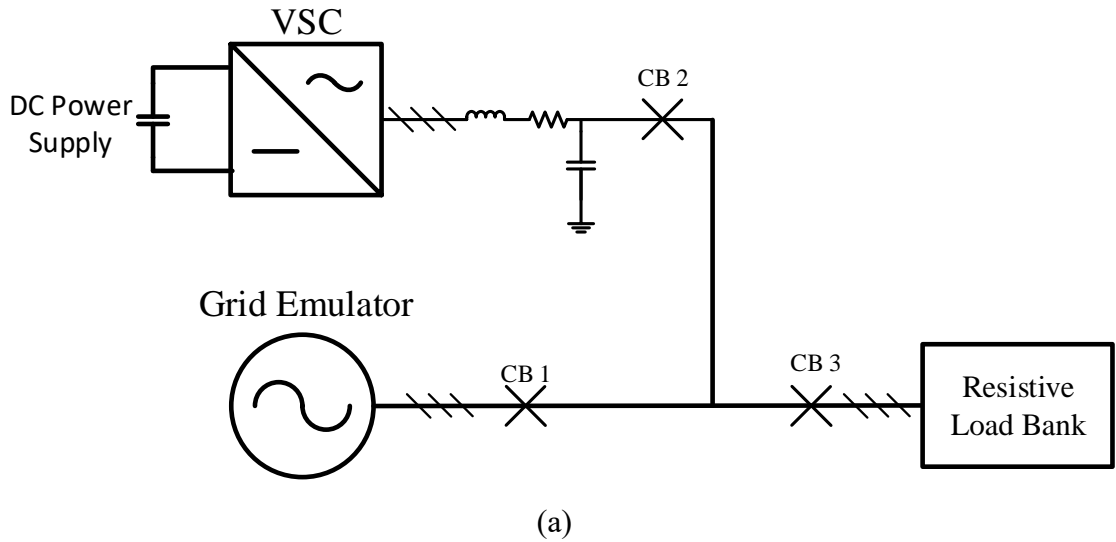 VSC
DC Power
Supply
CB 2
Grid Emulator
CB 1
CB 3
Resistive
Load Bank
(a)